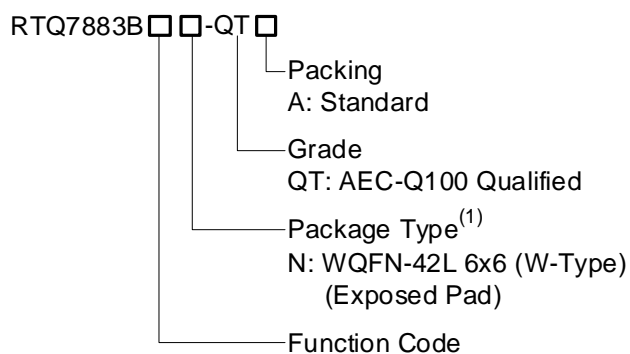 RTQ7883B□ □-QT□
Packing
A: Standard
Grade
QT: AEC-Q100 Qualified
Package Type(1)
N: WQFN-42L 6x6 (W-Type)
(Exposed Pad)
Function Code